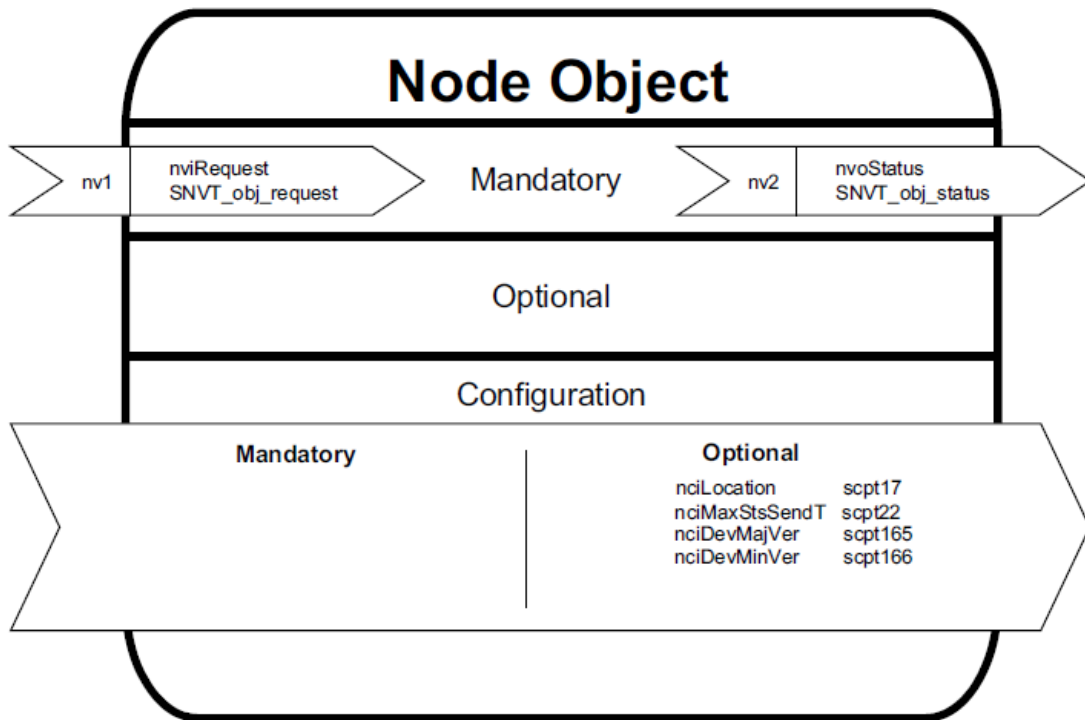 Node Object
nv1
nviRequest
SNVT_obj_request
Mandatory
nv2
nvoStatus
SNVT_obj_status
Optional
Configuration
Mandatory
Optional
nciLocation scpt17
nciMaxStsSendT scpt22
nciDevMajVer scpt165
nciDevMinVer scpt166